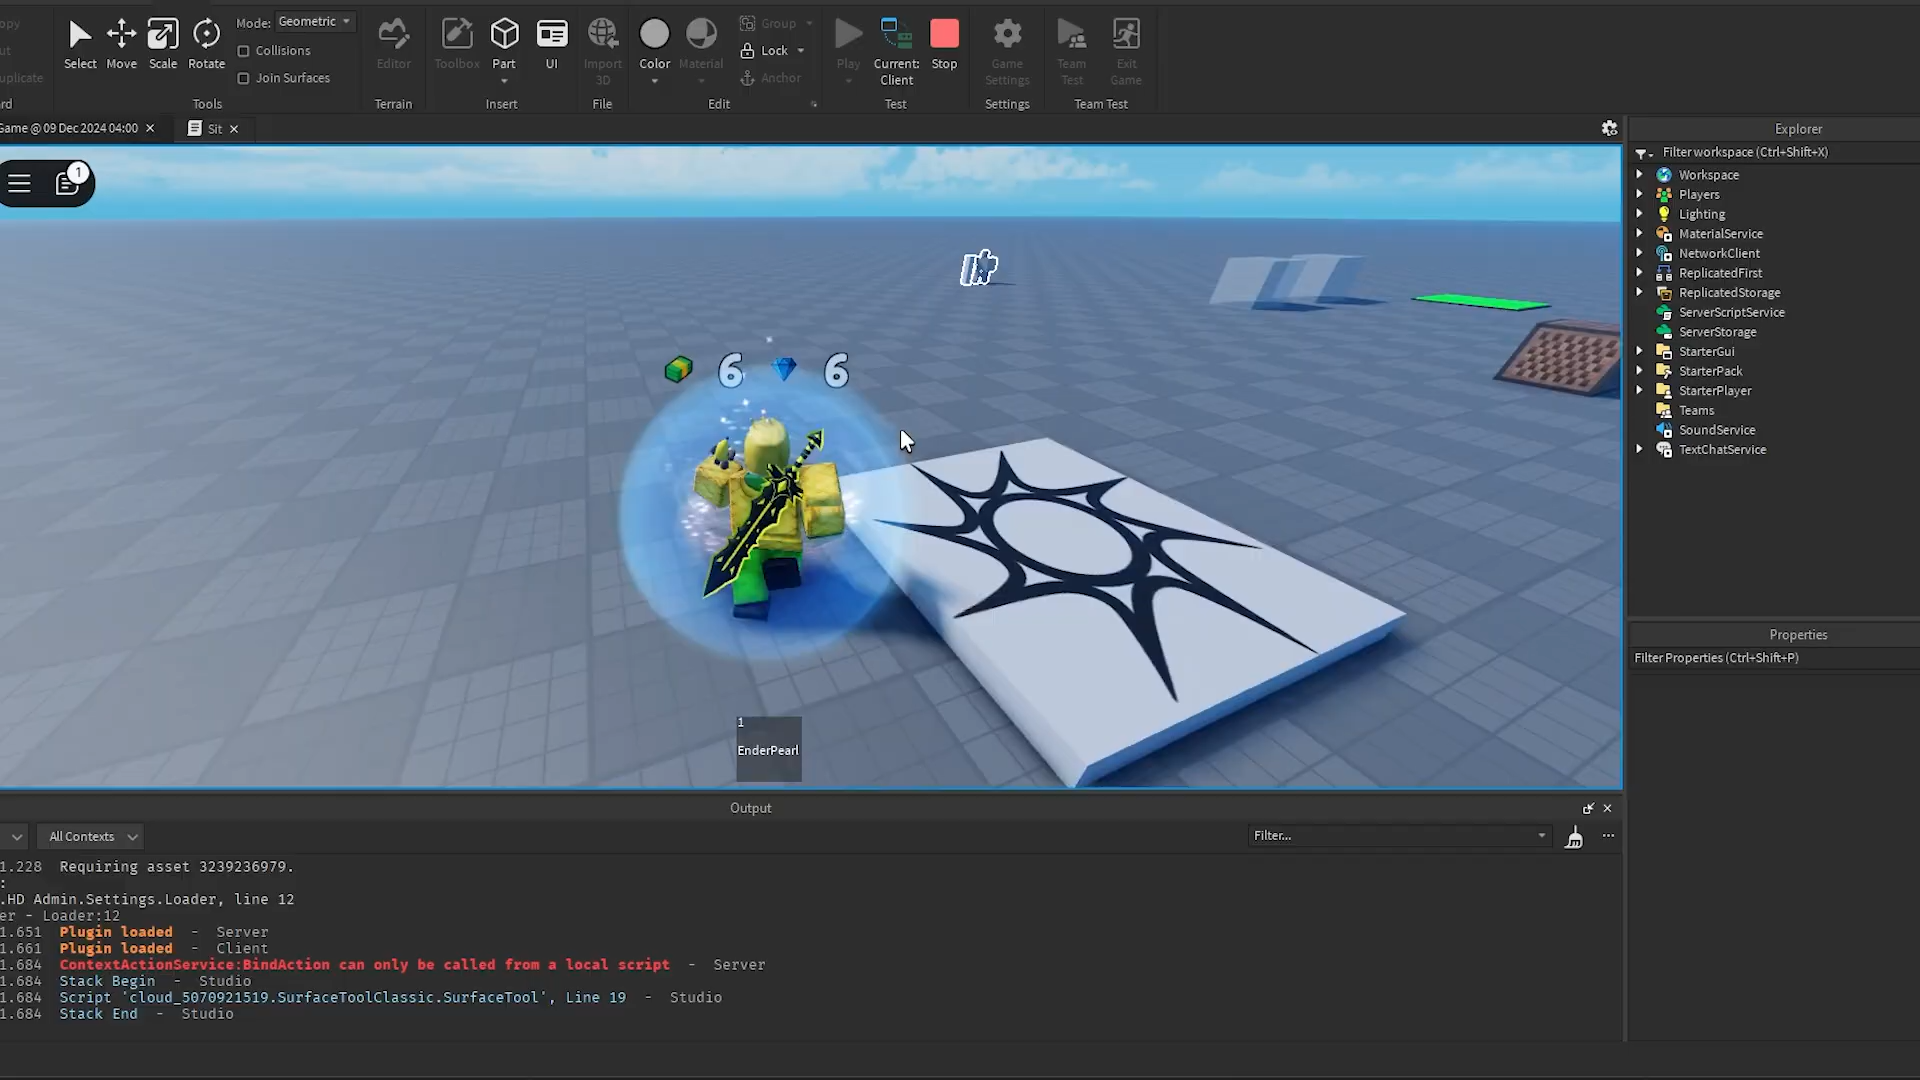 opy
Mode: Geometric
Collisions
Join Surfaces
ut
uplicate
rd
Select
Move
Scale
Rotate
Tools
Editor
Terrain
Toolbox
Part
UI
Insert
Import
3D
File
Color
Material
Group
Lock
Anchor
Edit
Play
Current:
Client
Stop
Test
Game
Settings
Settings
Team
Test
Exit
Game
Team Test
Game @ 09 Dec 2024 04:00
Sit
1
6 6
1
EnderPearl
Explorer
Filter workspace (Ctrl+Shift+X)
Workspace
Players
Lighting
MaterialService
NetworkClient
ReplicatedFirst
ReplicatedStorage
ServerScriptService
ServerStorage
StarterGui
StarterPack
StarterPlayer
Teams
SoundService
TextChatService
Properties
Filter Properties (Ctrl+Shift+P)
Output
All Contexts
Filter...
1.228 Requiring asset 3239236979.
:
.HD Admin.Settings.Loader, line 12
er - Loader:12
1.651 Plugin loaded - Server
1.661 Plugin loaded - Client
1.684 ContextActionService:BindAction can only be called from a local script - Server
1.684 Stack Begin - Studio
1.684 Script 'cloud_5070921519.SurfaceToolClassic.SurfaceTool', Line 19 - Studio
1.684 Stack End - Studio